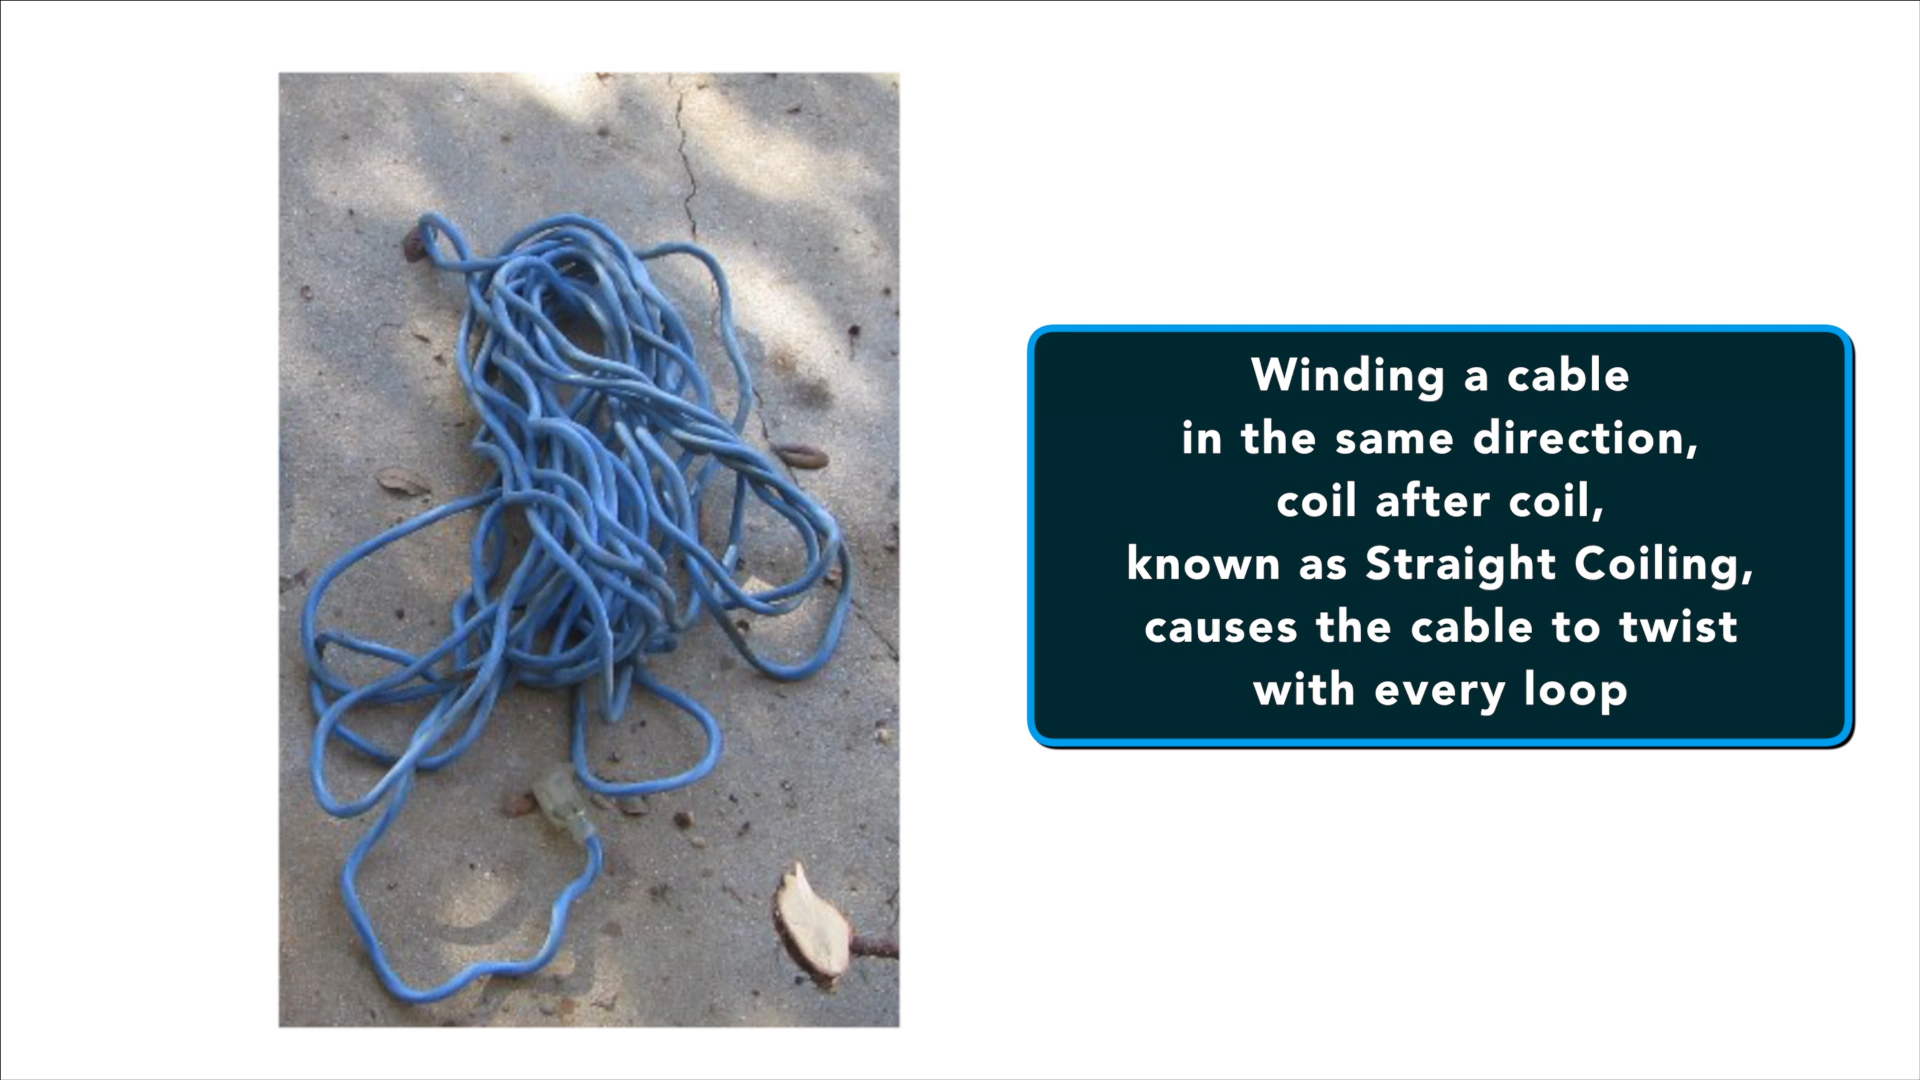 Winding a cable
in the same direction,
coil after coil,
known as Straight Coiling,
causes the cable to twist
with every loop